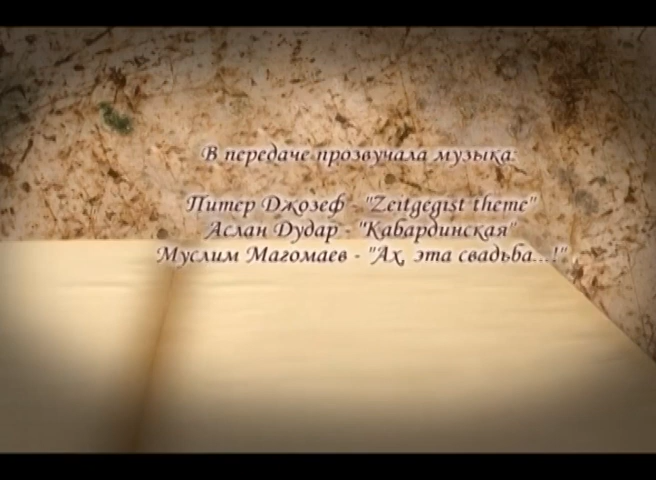 В передаче прозвучала музыка:
Питер Джозеф - "Zeitgegist theme"
Аслан Дудар - "Кабардинская"
Муслим Магомаев - "Ах, эта свадьба...!"